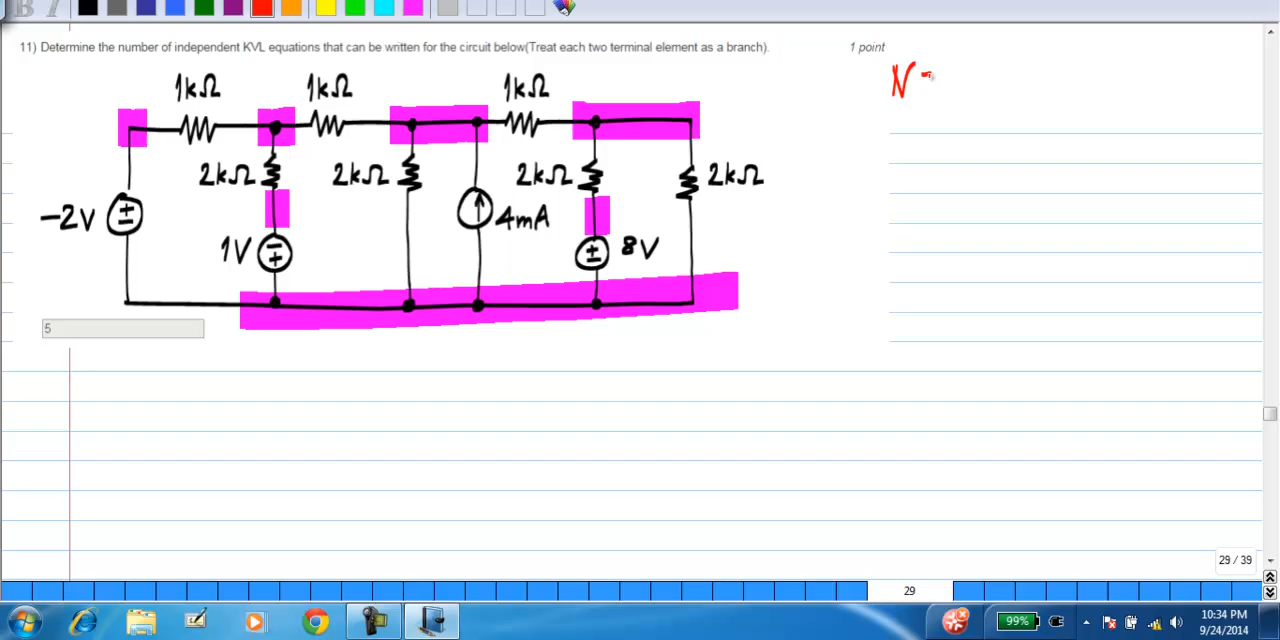 B I
11) Determine the number of independent KVL equations that can be written for the circuit below(Treat each two terminal element as a branch). 1 point
N =
1kΩ 1kΩ 1kΩ
2kΩ 2kΩ 2kΩ 2kΩ
-2V 4mA
1V 8V
5
29 / 39
29
99% 10:34 PM
9/24/2014